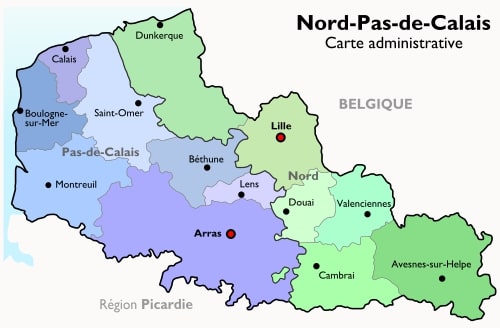 Nord-Pas-de-Calais
Carte administrative
Dunkerque
Calais
BELGIQUE
Saint-Omer
Boulogne-
sur-Mer
Lille
Pas-de-Calais
Béthune
Nord
Montreuil
Lens
Douai
Valenciennes
Arras
Avesnes-sur-Helpe
Cambrai
Région Picardie